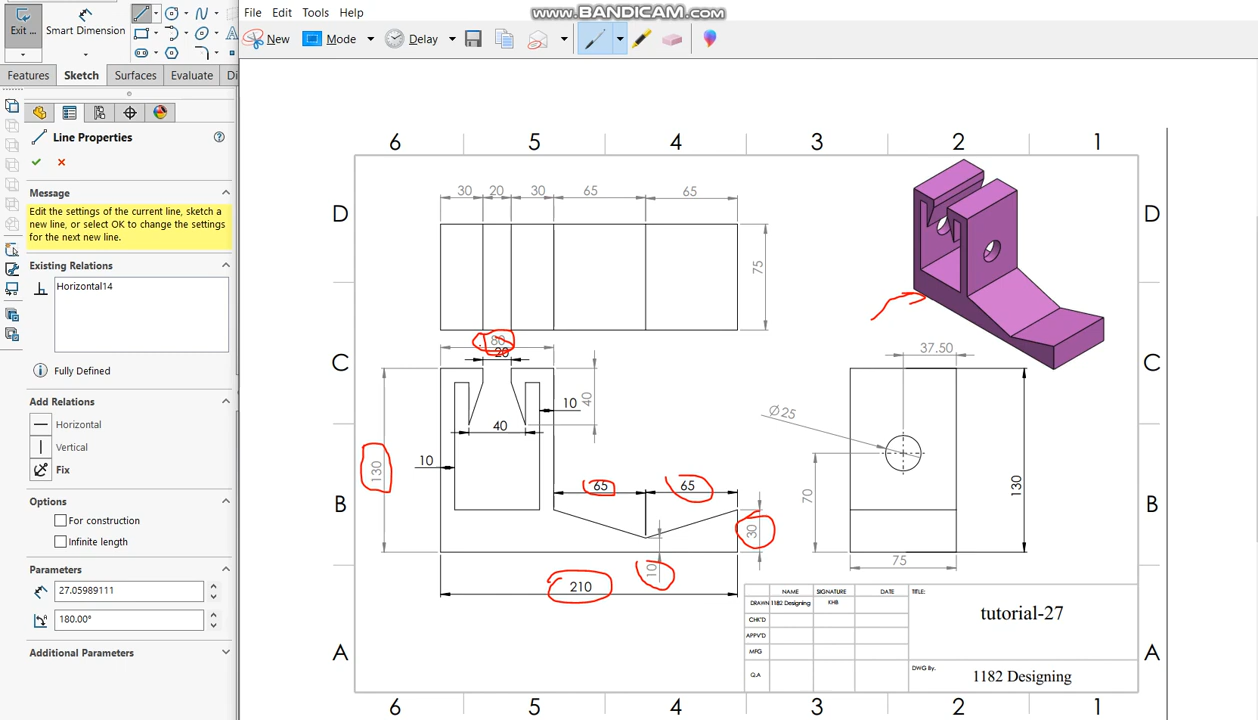 www.BANDICAM.com
File Edit Tools Help
Exit ...
Smart Dimension
New Mode Delay
Features Sketch Surfaces Evaluate Di
Line Properties
Message
Edit the settings of the current line, sketch a
new line, or select OK to change the settings
for the next new line.
Existing Relations
Horizontal14
Fully Defined
Add Relations
Horizontal
Vertical
Fix
Options
For construction
Infinite length
Parameters
27.05989111
180.00°
Additional Parameters
6 5 4 3 2 1
D D
C C
B B
A A
30 20 30 65 65
75
80
20
40
10
40
10
130
65 65
30
10
210
37.50
Ø25
70
130
75
NAME SIGNATURE DATE
DRAWN 1182 Designing KHB
CHK'D
APPV'D
MFG
Q.A
TITLE:
tutorial-27
DWG By.
1182 Designing
6 5 4 3 2 1